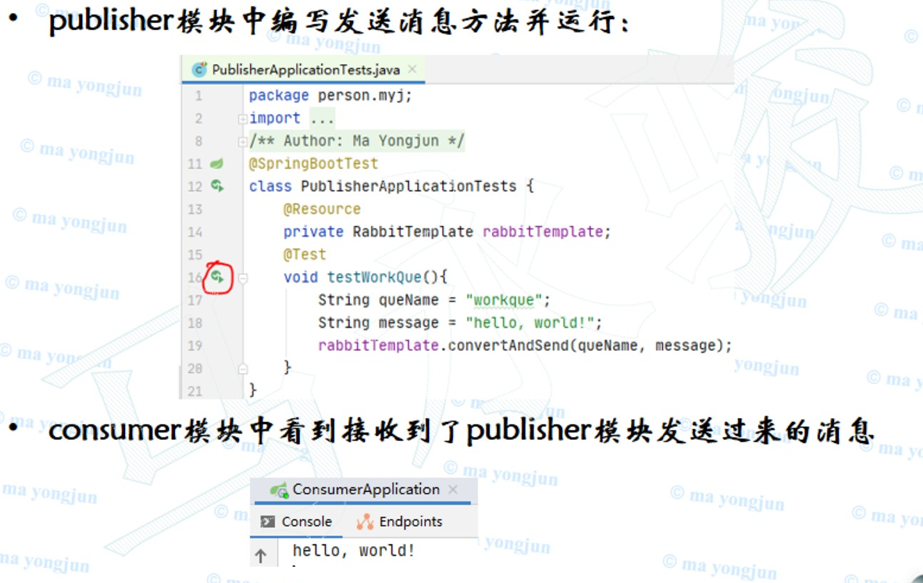 • publisher模块中编写发送消息方法并运行：
PublisherApplicationTests.java
1 package person.myj;
2 import ...
8 /** Author: Ma Yongjun */
11 @SpringBootTest
12 class PublisherApplicationTests {
13 @Resource
14 private RabbitTemplate rabbitTemplate;
15 @Test
16 void testWorkQue(){
17 String queName = "workque";
18 String message = "hello, world!";
19 rabbitTemplate.convertAndSend(queName, message);
20 }
21 }
• consumer模块中看到接收到了publisher模块发送过来的消息
ConsumerApplication
Console Endpoints
hello, world!
© ma yongjun